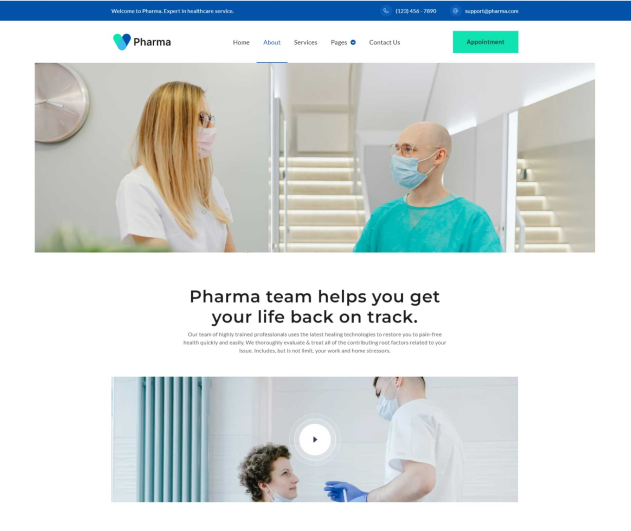 Welcome to Pharma. Expert in healthcare service.
(123) 456 - 7890
support@pharma.com
Pharma
Home
About
Services
Pages
Contact Us
Appointment
Pharma team helps you get
your life back on track.
Our team of highly trained professionals uses the latest healing technologies to restore you to pain-free
health quickly and easily. We thoroughly evaluate & treat all of the contributing root factors related to your
issue. Includes, but is not limit, your work and home stressors.